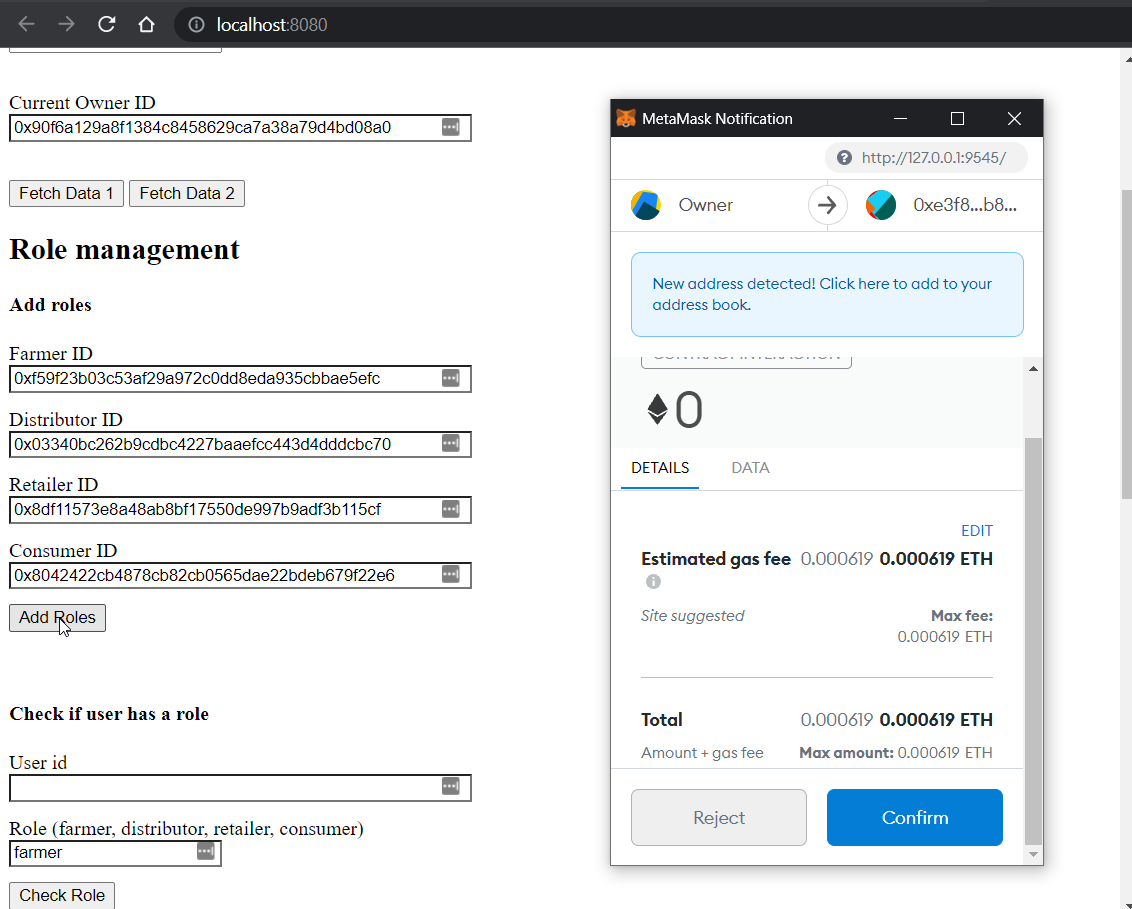 localhost:8080
Current Owner ID
0x90f6a129a8f1384c8458629ca7a38a79d4bd08a0
Fetch Data 1 Fetch Data 2
Role management
Add roles
Farmer ID
0xf59f23b03c53af29a972c0dd8eda935cbbae5efc
Distributor ID
0x03340bc262b9cdbc4227baaefcc443d4dddcbc70
Retailer ID
0x8df11573e8a48ab8bf17550de997b9adf3b115cf
Consumer ID
0x8042422cb4878cb82cb0565dae22bdeb679f22e6
Add Roles
Check if user has a role
User id
Role (farmer, distributor, retailer, consumer)
farmer
Check Role
MetaMask Notification
http://127.0.0.1:9545/
Owner 0xe3f8...b8...
New address detected! Click here to add to your
address book.
CONTRACT INTERACTION
0
DETAILS DATA
EDIT
Estimated gas fee 0.000619 0.000619 ETH
Site suggested Max fee:
0.000619 ETH
Total 0.000619 0.000619 ETH
Amount + gas fee Max amount: 0.000619 ETH
Reject Confirm